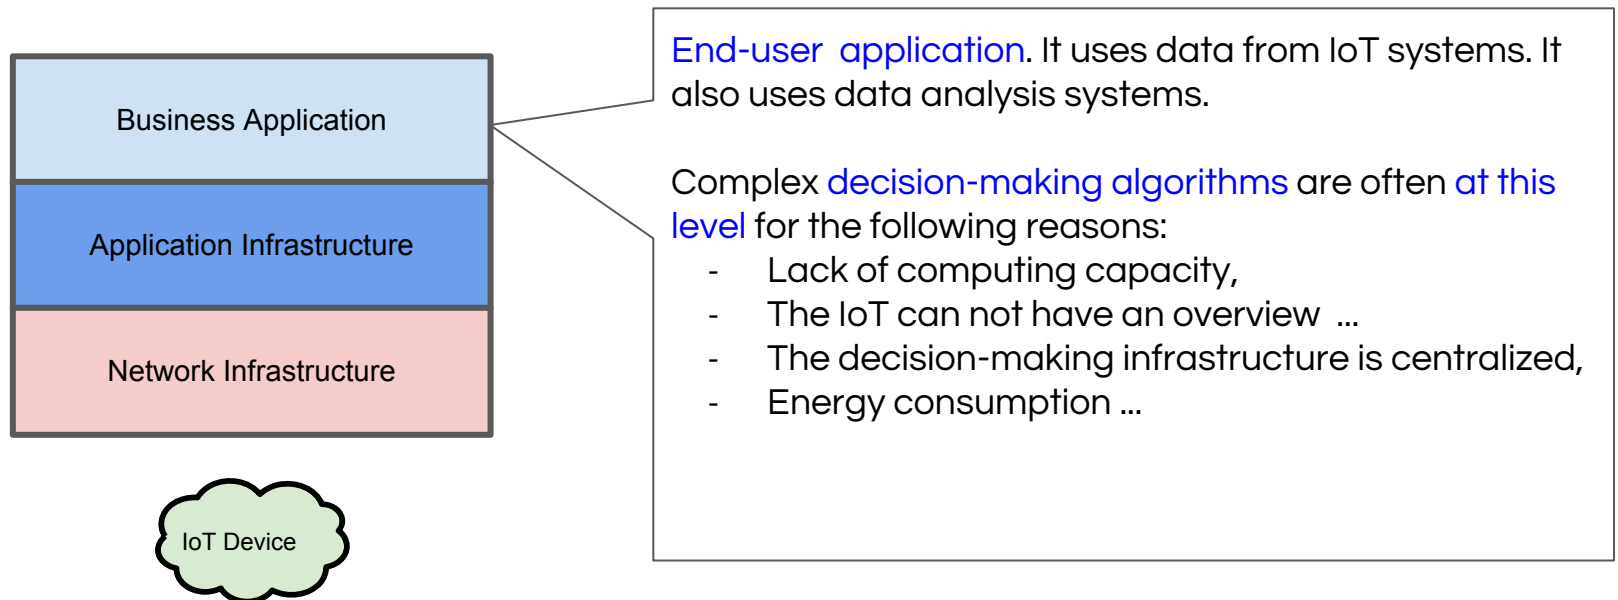 Business Application
Application Infrastructure
Network Infrastructure
IoT Device
End-user  application. It uses data from IoT systems. It
also uses data analysis systems.
Complex decision-making algorithms are often at this
level for the following reasons:
- Lack of computing capacity,
- The IoT can not have an overview  ...
- The decision-making infrastructure is centralized,
- Energy consumption ...